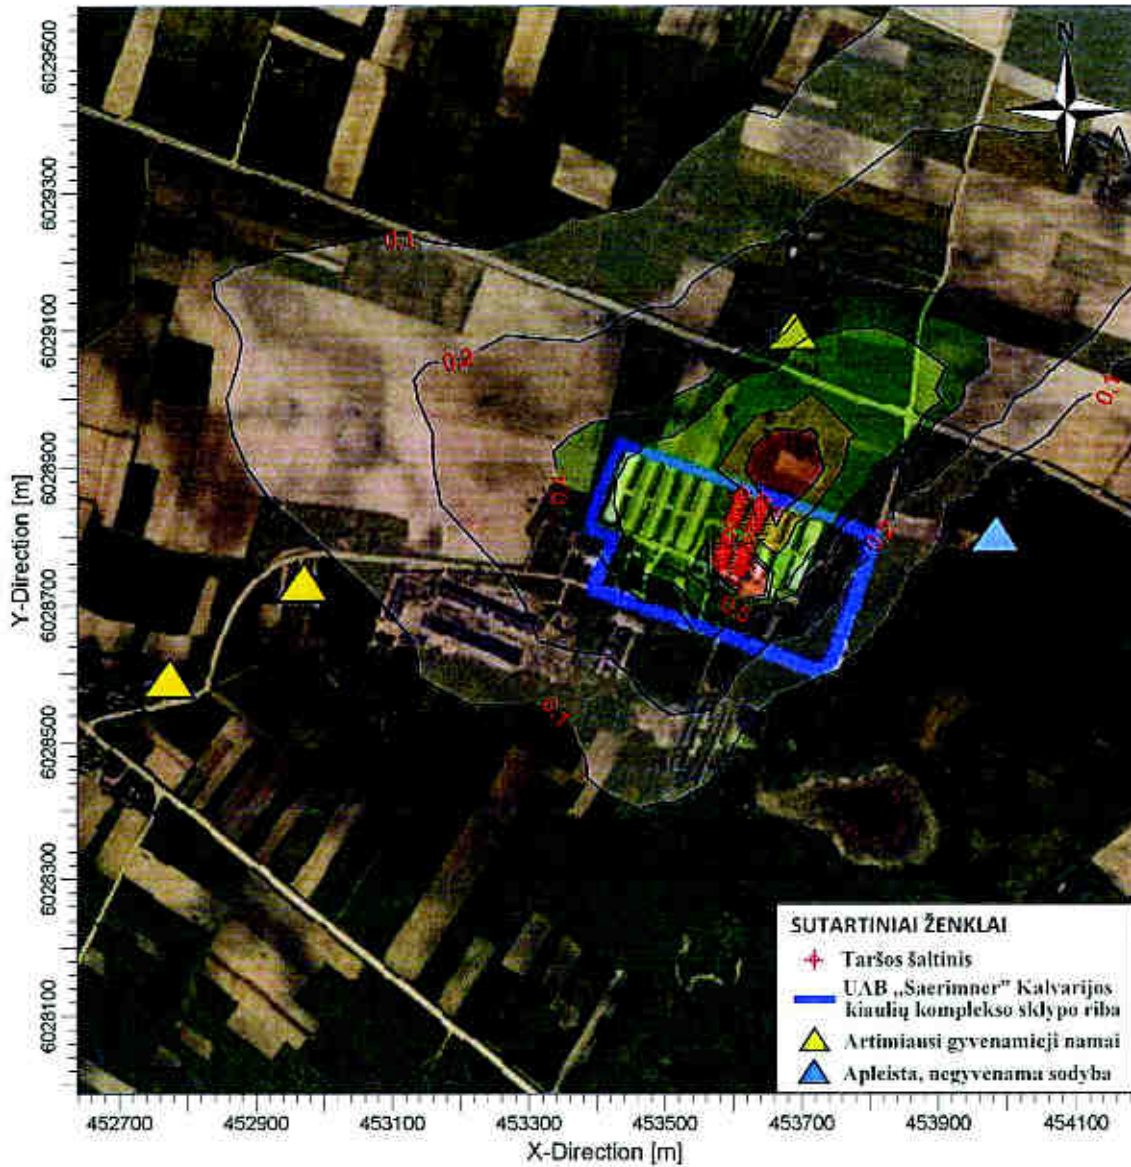 N
6029500
6029300
6029100
6028900
6028700
6028500
6028300
6028100
Y-Direction [m]
0.1
0.2
0.1
0.1
SUTARTINIAI ŽENKLAI
Taršos šaltinis
UAB „Saerimner" Kalvarijos
kiaulių komplekso sklypo riba
Artimiausi gyvenamieji namai
Apleista, negyvenama sodyba
452700 452900 453100 453300 453500 453700 453900 454100
X-Direction [m]